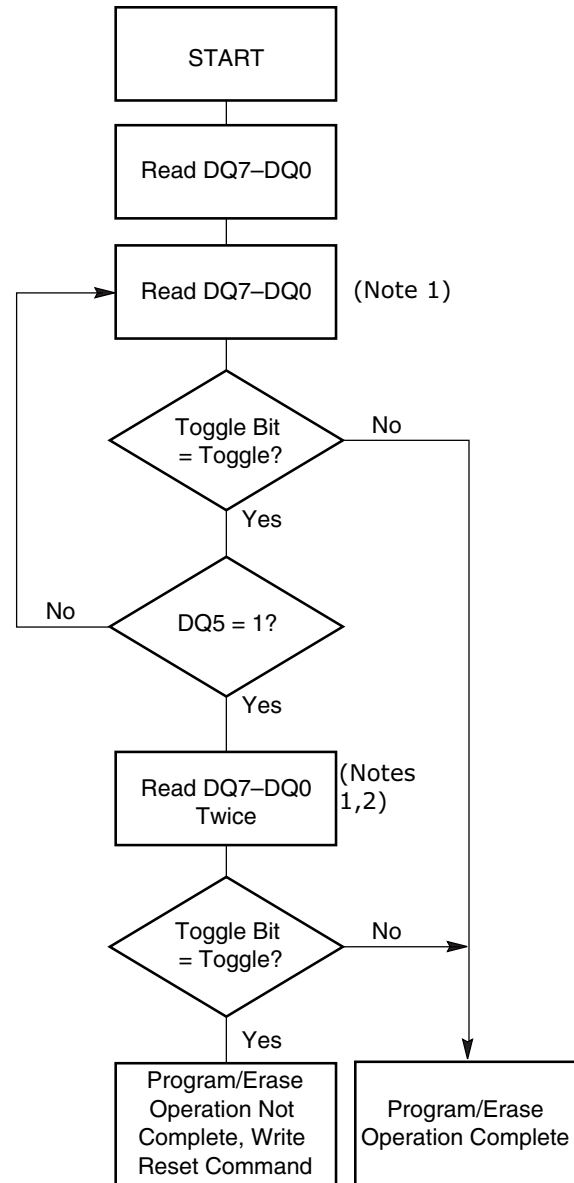 START
Read DQ7–DQ0
Read DQ7–DQ0
(Note 1)
Toggle Bit
= Toggle?
No
Yes
No
DQ5 = 1?
Yes
Read DQ7–DQ0
Twice
(Notes
1,2)
Toggle Bit
= Toggle?
No
Yes
Program/Erase
Operation Not
Complete, Write
Reset Command
Program/Erase
Operation Complete